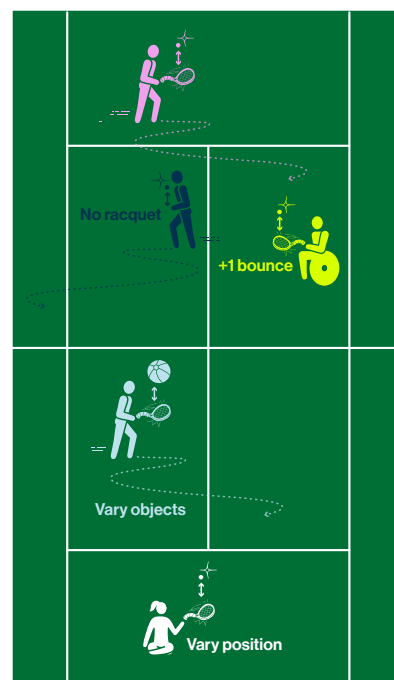 No racquet
+1 bounce
Vary objects
Vary position